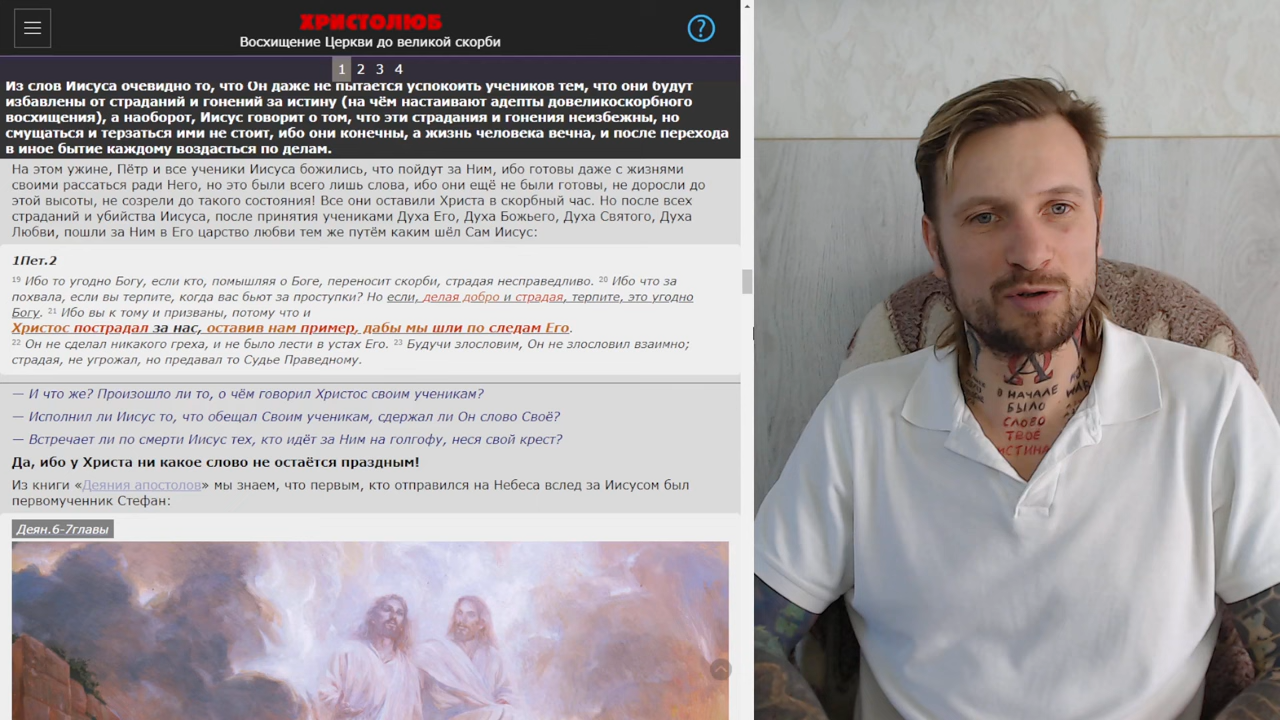 ХРИСТОЛЮБ
Восхищение Церкви до великой скорби
?
1 2 3 4
Из слов Иисуса очевидно то, что Он даже не пытается успокоить учеников тем, что они будут
избавлены от страданий и гонений за истину (на чём настаивают адепты довеликоскорбного
восхищения), а наоборот, Иисус говорит о том, что эти страдания и гонения неизбежны, но
смущаться и терзаться ими не стоит, ибо они конечны, а жизнь человека вечна, и после перехода
в иное бытие каждому воздасться по делам.
На этом ужине, Пётр и все ученики Иисуса божились, что пойдут за Ним, ибо готовы даже с жизнями
своими рассаться ради Него, но это были всего лишь слова, ибо они ещё не были готовы, не доросли до
этой высоты, не созрели до такого состояния! Все они оставили Христа в скорбный час. Но после всех
страданий и убийства Иисуса, после принятия учениками Духа Его, Духа Божьего, Духа Святого, Духа
Любви, пошли за Ним в Его царство любви тем же путём каким шёл Сам Иисус:
1Пет.2
19 Ибо то угодно Богу, если кто, помышляя о Боге, переносит скорби, страдая несправедливо. 20 Ибо что за
похвала, если вы терпите, когда вас бьют за проступки? Но если, делая добро и страдая, терпите, это угодно
Богу. 21 Ибо вы к тому и призваны, потому что и
Христос пострадал за нас, оставив нам пример, дабы мы шли по следам Его.
22 Он не сделал никакого греха, и не было лести в устах Его. 23 Будучи злословим, Он не злословил взаимно;
страдая, не угрожал, но предавал то Судье Праведному.
— И что же? Произошло ли то, о чём говорил Христос своим ученикам?
— Исполнил ли Иисус то, что обещал Своим ученикам, сдержал ли Он слово Своё?
— Встречает ли по смерти Иисус тех, кто идёт за Ним на голгофу, неся свой крест?
Да, ибо у Христа ни какое слово не остаётся праздным!
Из книги «Деяния апостолов» мы знаем, что первым, кто отправился на Небеса вслед за Иисусом был
первомученник Стефан:
Деян.6-7главы
В НАЧАЛЕ
БЫЛО
СЛОВО
ТВОЁ
ИСТИНА